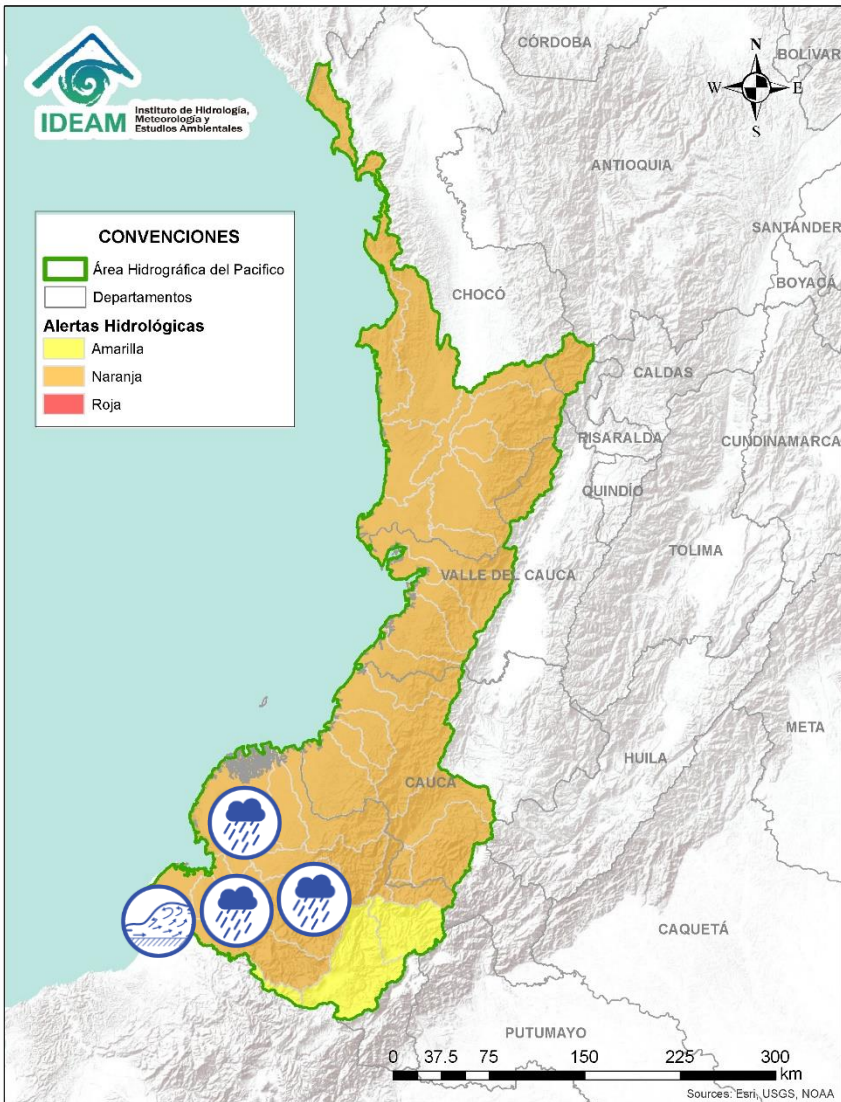 IDEAM
Instituto de Hidrología,
Meteorología y
Estudios Ambientales
CÓRDOBA
BOLÍVAR
N
W
E
S
ANTIOQUIA
SANTANDER
BOYACÁ
CONVENCIONES
Área Hidrográfica del Pacifico
Departamentos
Alertas Hidrológicas
Amarilla
Naranja
Roja
CHOCÓ
CALDAS
RISARALDA
CUNDINAMARCA
QUINDÍO
TOLIMA
VALLE DEL CAUCA
META
HUILA
CAUCA
CAQUETÁ
PUTUMAYO
0 37.5 75 150 225 300
km
Sources: Esri, USGS, NOAA